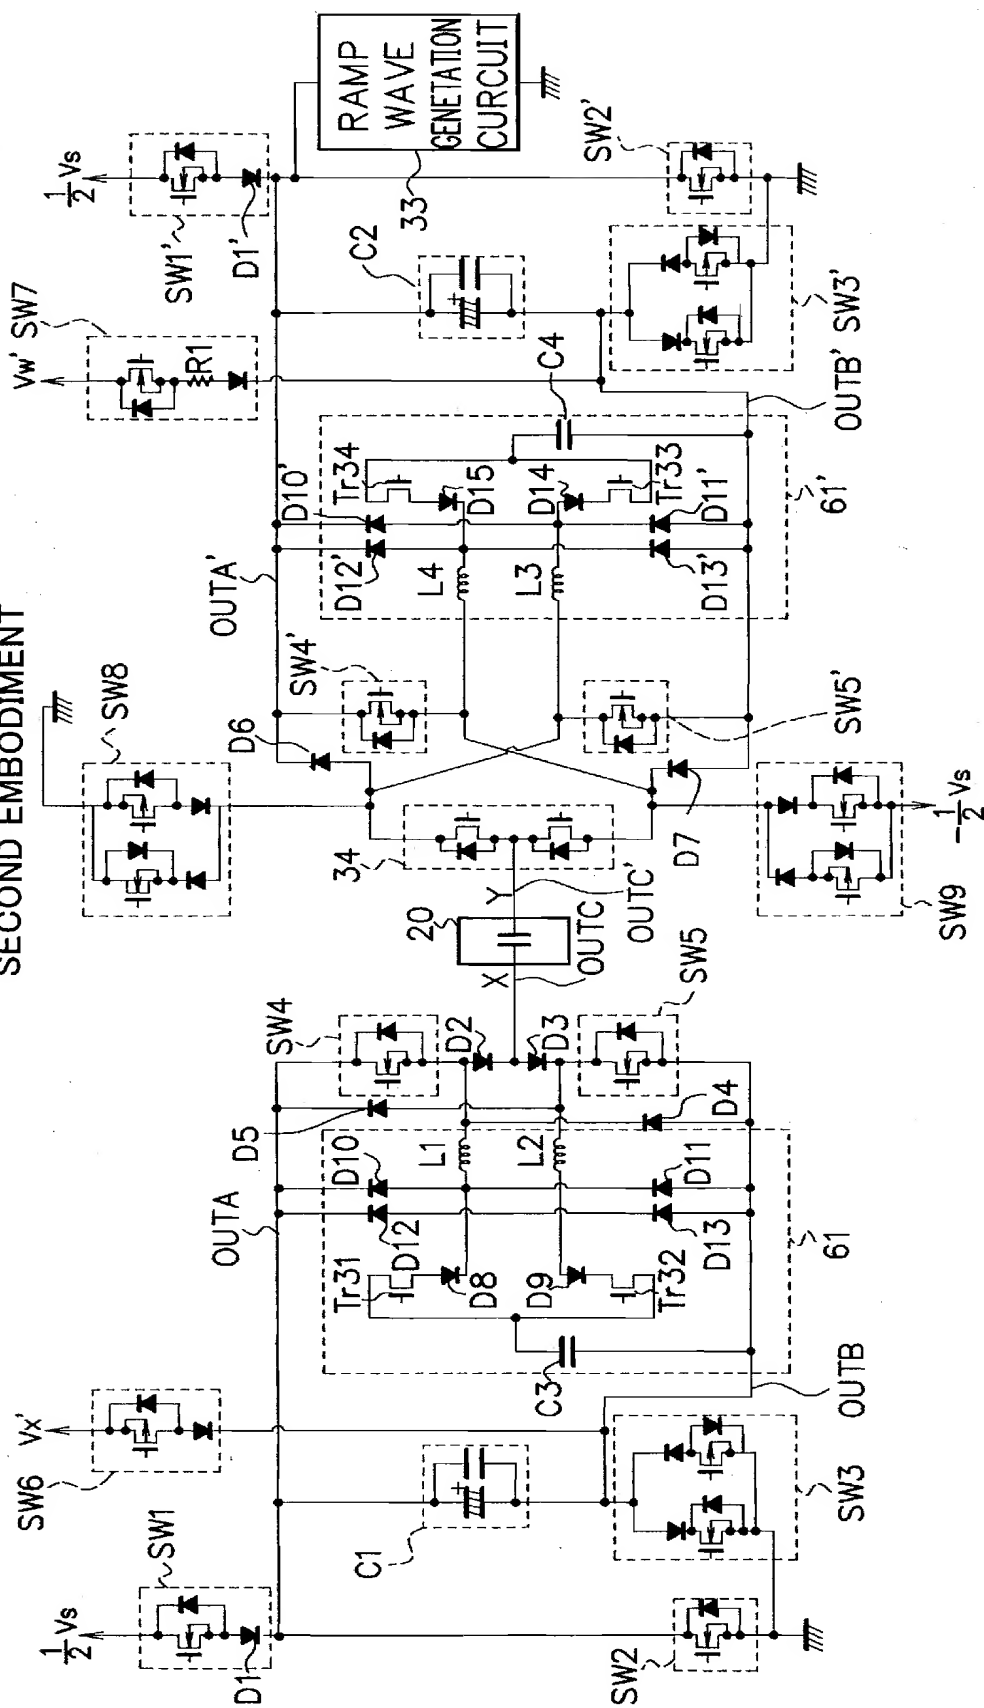 SECOND EMBODIMENT
1/2 Vs
SW1
D1
SW2
Vx'
SW6
C1
SW3
OUTA
OUTB
C3
Tr31
D12
D10
D8
D9
Tr32
D13
D11
61
L1
L2
D5
D4
SW4
D2
D3
SW5
X
20
Y
OUTC
OUTC'
34
SW8
SW9
-1/2 Vs
D6
D7
SW4'
SW5'
OUTA'
D12'
D10'
L4
L3
D13'
D11'
Tr34
D15
D14
Tr33
61'
C4
OUTB'
Vw'
SW7
R1
C2
SW3'
1/2 Vs
SW1'
D1'
33
SW2'
RAMP
WAVE
GENETATION
CURCUIT
+
+